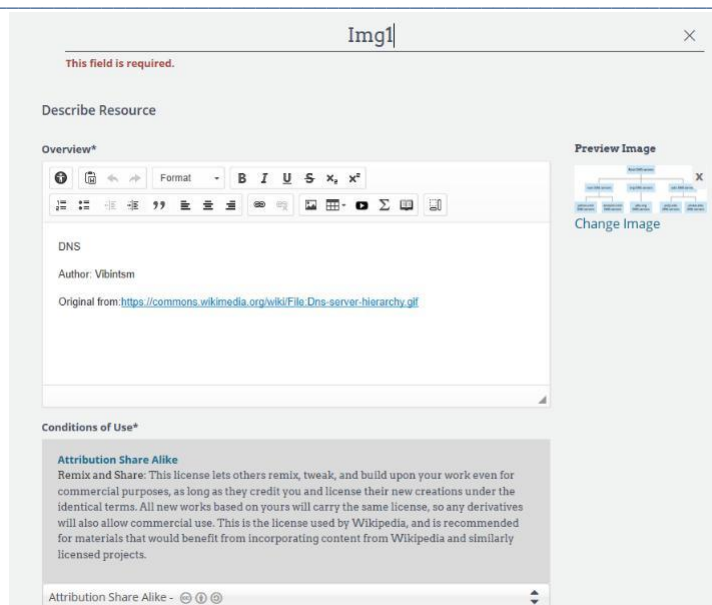 Img1
This field is required.
Describe Resource
Overview*
Format
B I U S x₂ x²
DNS
Author: Vibintsm
Original from:https://commons.wikimedia.org/wiki/File:Dns-server-hierarchy.gif
Preview Image
X
Change Image
Conditions of Use*
Attribution Share Alike
Remix and Share: This license lets others remix, tweak, and build upon your work even for
commercial purposes, as long as they credit you and license their new creations under the
identical terms. All new works based on yours will carry the same license, so any derivatives
will also allow commercial use. This is the license used by Wikipedia, and is recommended
for materials that would benefit from incorporating content from Wikipedia and similarly
licensed projects.
Attribution Share Alike -